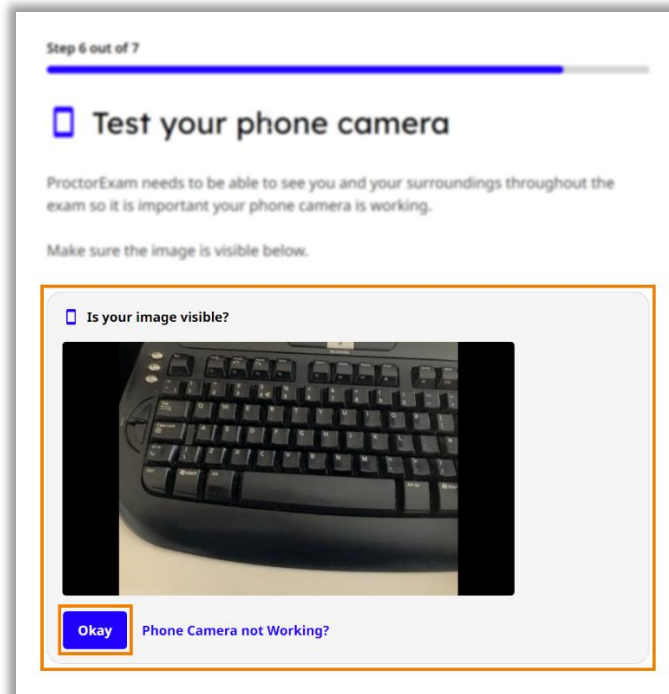 Step 6 out of 7
Test your phone camera
ProctorExam needs to be able to see you and your surroundings throughout the
exam so it is important your phone camera is working.
Make sure the image is visible below.
Is your image visible?
Okay
Phone Camera not Working?